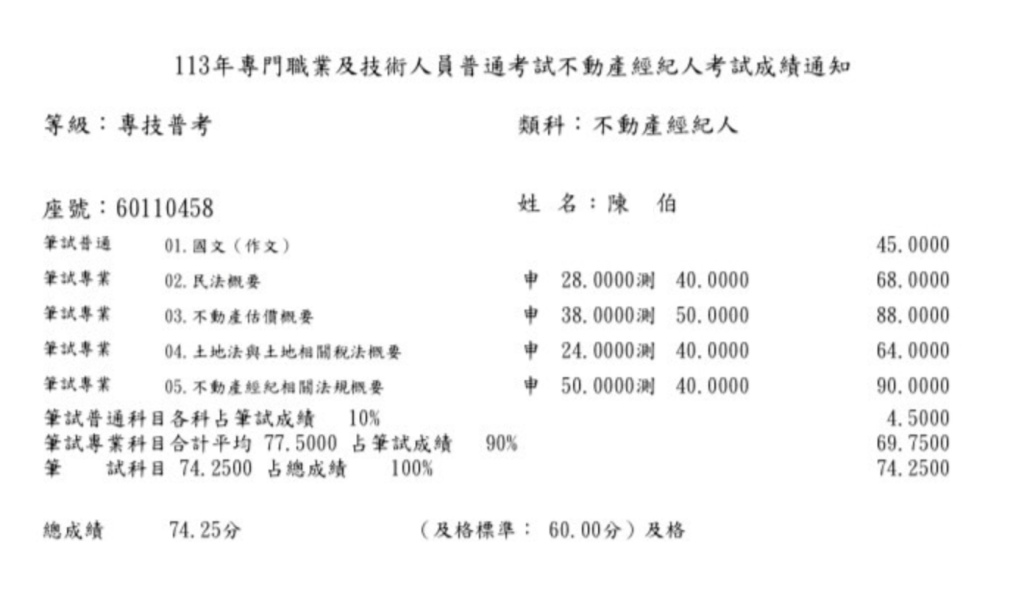 113年專門職業及技術人員普通考試不動產經紀人考試成績通知
等級：專技普考　類科：不動產經紀人
座號：60110458　姓 名：陳　伯
筆試普通　01.國文（作文）　45.0000
筆試專業　02.民法概要　申 28.0000測 40.0000　68.0000
筆試專業　03.不動產估價概要　申 38.0000測 50.0000　88.0000
筆試專業　04.土地法與土地相關稅法概要　申 24.0000測 40.0000　64.0000
筆試專業　05.不動產經紀相關法規概要　申 50.0000測 40.0000　90.0000
筆試普通科目各科占筆試成績　10%　4.5000
筆試專業科目合計平均 77.5000 占筆試成績　90%　69.7500
筆　試科目 74.2500 占總成績　100%　74.2500
總成績　74.25分　（及格標準： 60.00分）及格